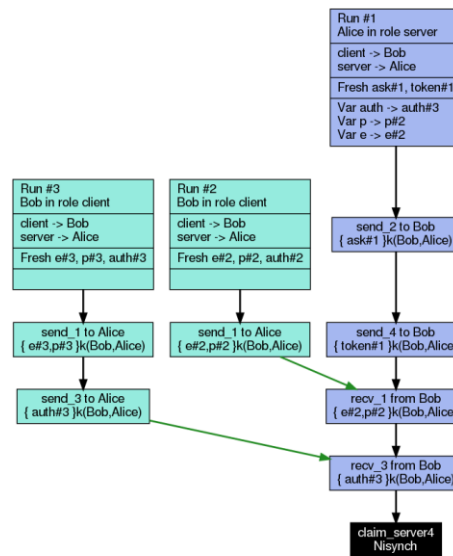 Run #1
Alice in role server
client -> Bob
server -> Alice
Fresh ask#1, token#1
Var auth -> auth#3
Var p -> p#2
Var e -> e#2
Run #3
Bob in role client
client -> Bob
server -> Alice
Fresh e#3, p#3, auth#3
Run #2
Bob in role client
client -> Bob
server -> Alice
Fresh e#2, p#2, auth#2
send_2 to Bob
{ ask#1 }k(Bob,Alice)
send_1 to Alice
{ e#3,p#3 }k(Bob,Alice)
send_1 to Alice
{ e#2,p#2 }k(Bob,Alice)
send_4 to Bob
{ token#1 }k(Bob,Alice)
send_3 to Alice
{ auth#3 }k(Bob,Alice)
recv_1 from Bob
{ e#2,p#2 }k(Bob,Alice)
recv_3 from Bob
{ auth#3 }k(Bob,Alice)
claim_server4
Nisynch